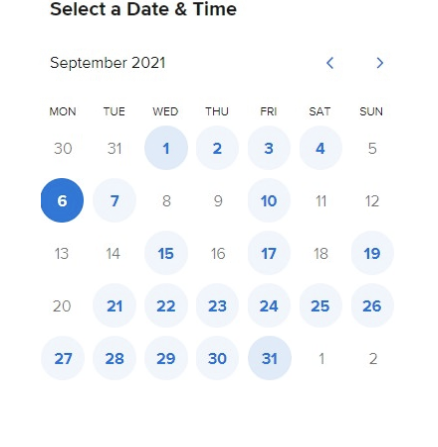 Select a Date & Time
September 2021
MON TUE WED THU FRI SAT SUN
30 31 1 2 3 4 5
6 7 8 9 10 11 12
13 14 15 16 17 18 19
20 21 22 23 24 25 26
27 28 29 30 31 1 2